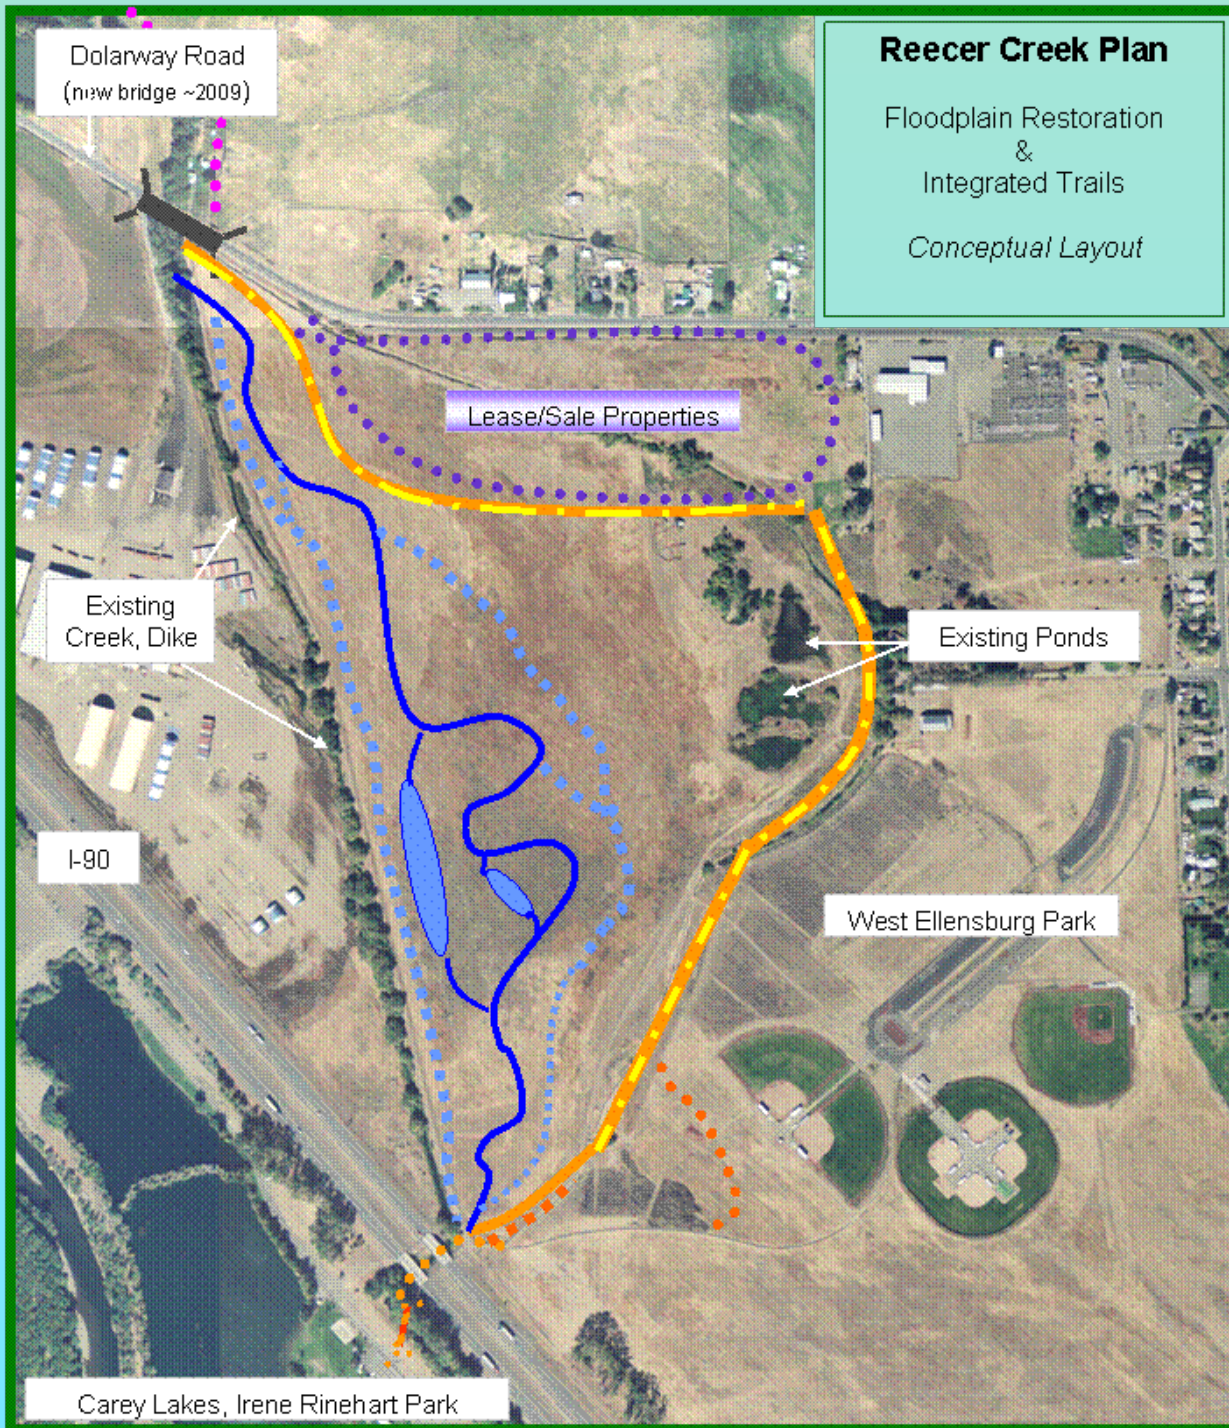 Dolarway Road
(new bridge ~2009)
Reecer Creek Plan
Floodplain Restoration
&
Integrated Trails
Conceptual Layout
Lease/Sale Properties
Existing
Creek, Dike
Existing Ponds
I-90
West Ellensburg Park
Carey Lakes, Irene Rinehart Park